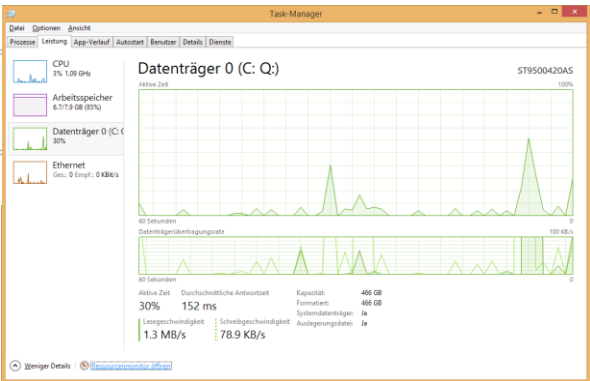 Task-Manager
Datei Optionen Ansicht
Prozesse Leistung App-Verlauf Autostart Benutzer Details Dienste
CPU
3% 1.09 GHz
Arbeitsspeicher
6.7/7.9 GB (85%)
Datenträger 0 (C: (
30%
Ethernet
Ges.: 0 Empf.: 0 KBit/s
Datenträger 0 (C: Q:)
ST9500420AS
Aktive Zeit
100%
60 Sekunden
0
Datenträgerübertragungsrate
100 KB/s
60 Sekunden
0
Aktive Zeit
30%
Durchschnittliche Antwortzeit
152 ms
Lesegeschwindigkeit
1.3 MB/s
Schreibgeschwindigkeit
78.9 KB/s
Kapazität: 466 GB
Formatiert: 466 GB
Systemdatenträger: Ja
Auslagerungsdatei: Ja
Weniger Details
Ressourcenmonitor öffnen